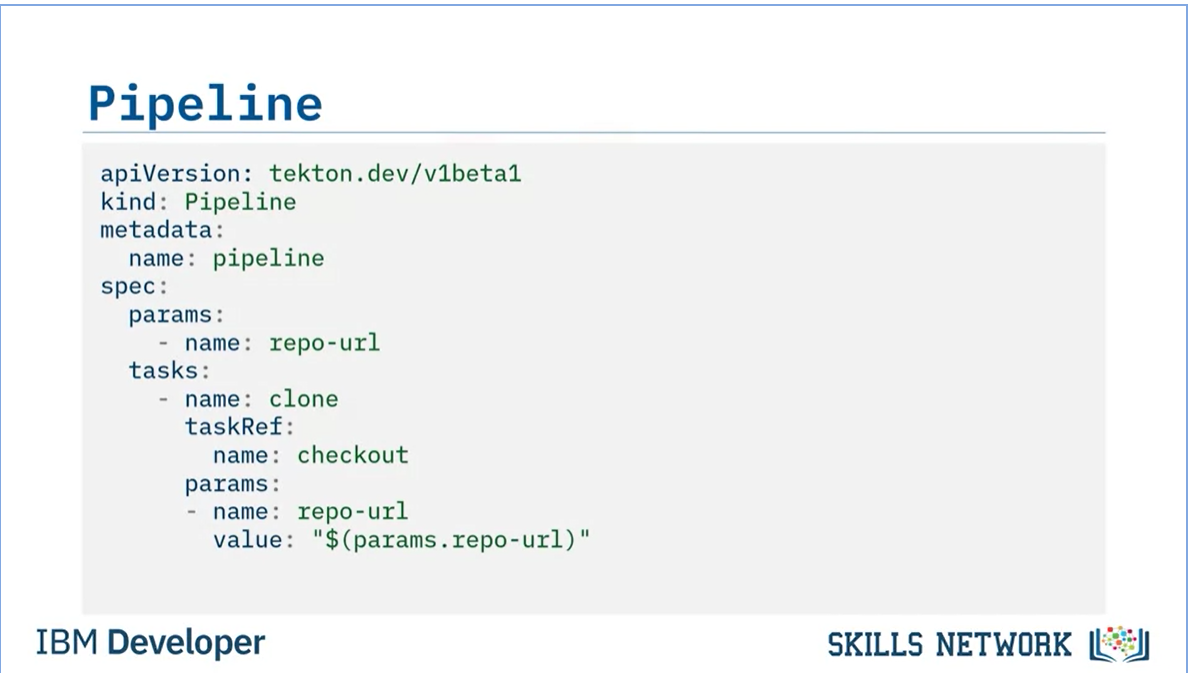 Pipeline
apiVersion: tekton.dev/v1beta1
kind: Pipeline
metadata:
  name: pipeline
spec:
  params:
    - name: repo-url
  tasks:
    - name: clone
      taskRef:
        name: checkout
      params:
      - name: repo-url
        value: "$(params.repo-url)"
IBM Developer
SKILLS NETWORK